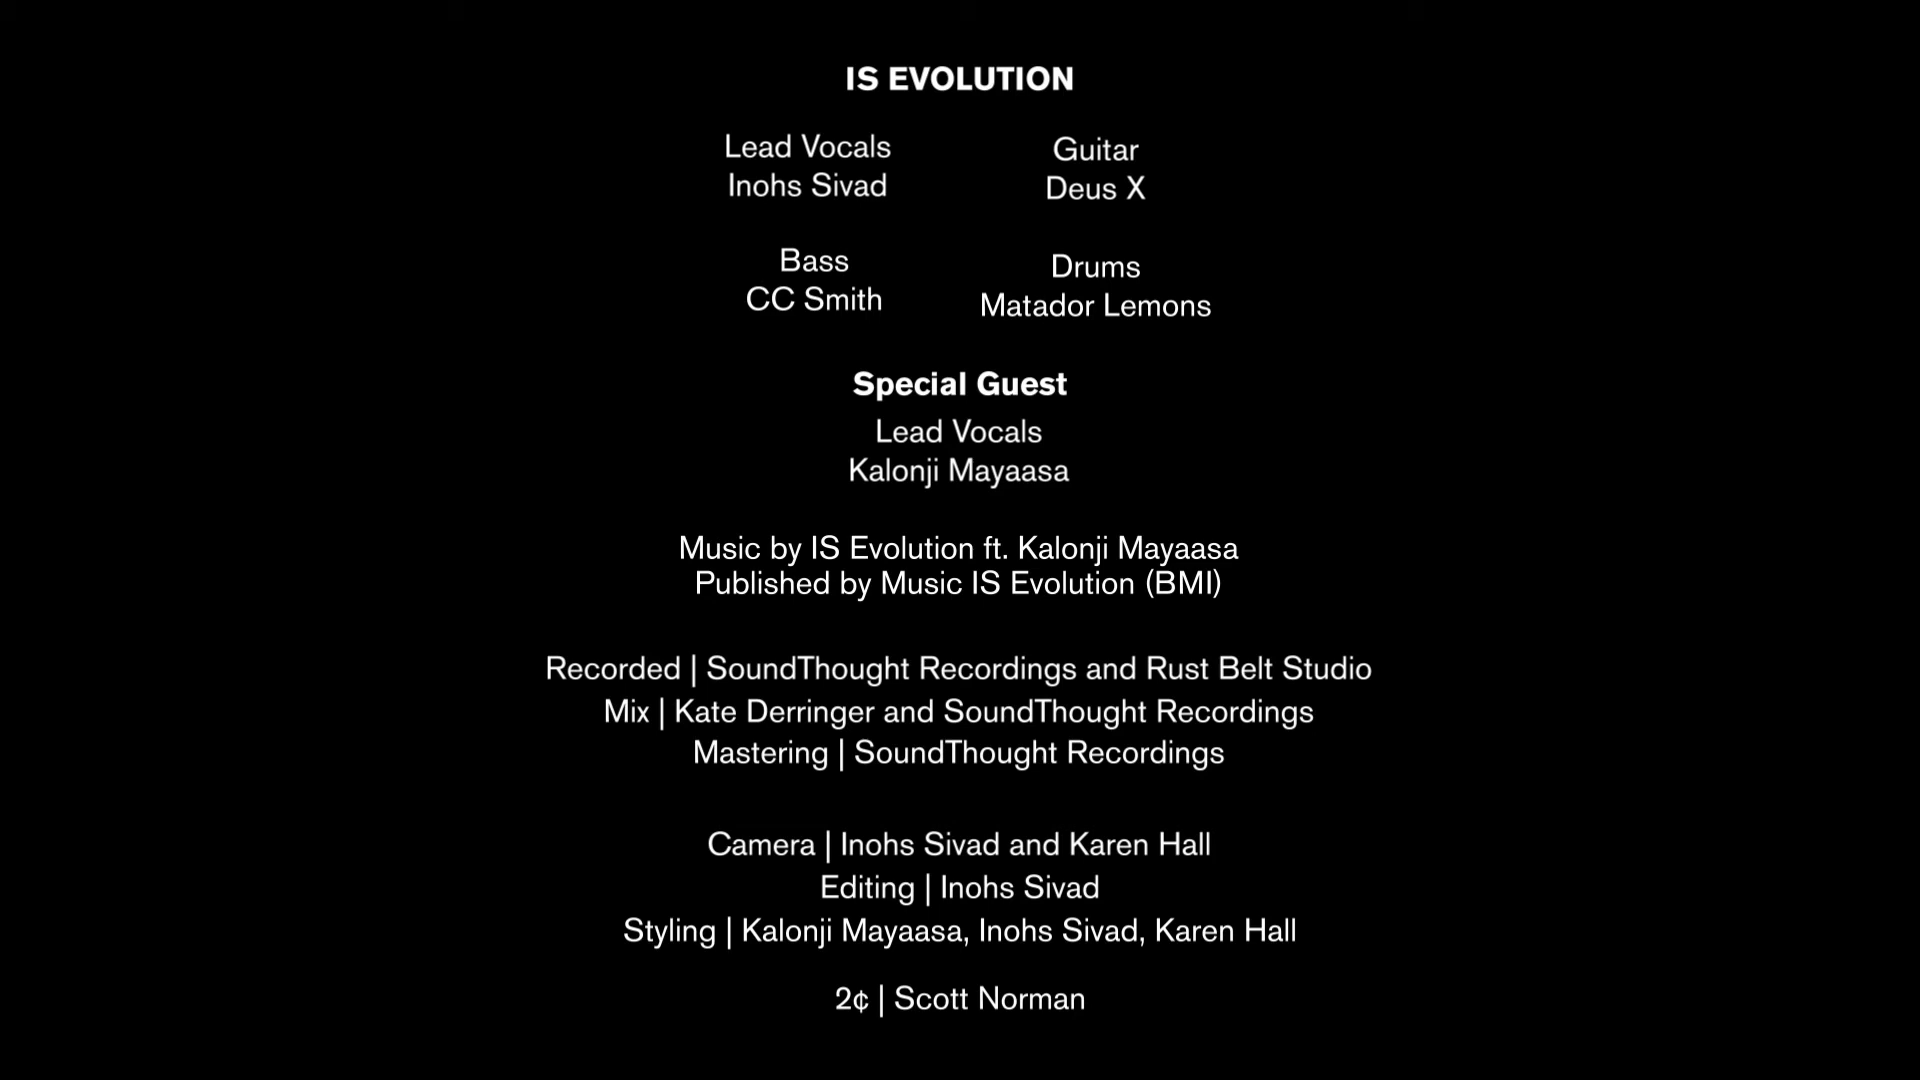 IS EVOLUTION
Lead Vocals
Inohs Sivad
Guitar
Deus X
Bass
CC Smith
Drums
Matador Lemons
Special Guest
Lead Vocals
Kalonji Mayaasa
Music by IS Evolution ft. Kalonji Mayaasa
Published by Music IS Evolution (BMI)
Recorded | SoundThought Recordings and Rust Belt Studio
Mix | Kate Derringer and SoundThought Recordings
Mastering | SoundThought Recordings
Camera | Inohs Sivad and Karen Hall
Editing | Inohs Sivad
Styling | Kalonji Mayaasa, Inohs Sivad, Karen Hall
2¢ | Scott Norman